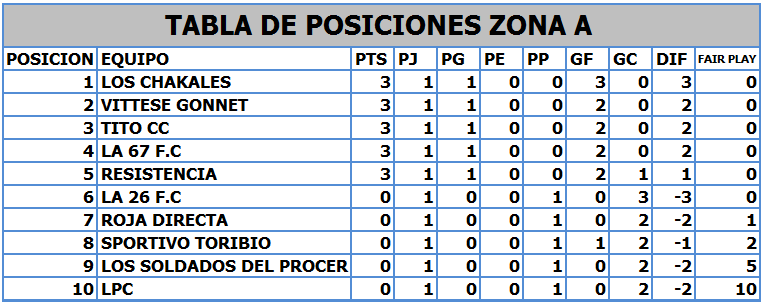 TABLA DE POSICIONES ZONA A
POSICION EQUIPO PTS PJ PG PE PP GF GC DIF FAIR PLAY
1 LOS CHAKALES 3 1 1 0 0 3 0 3 0
2 VITTESE GONNET 3 1 1 0 0 2 0 2 0
3 TITO CC 3 1 1 0 0 2 0 2 0
4 LA 67 F.C 3 1 1 0 0 2 0 2 0
5 RESISTENCIA 3 1 1 0 0 2 1 1 0
6 LA 26 F.C 0 1 0 0 1 0 3 -3 0
7 ROJA DIRECTA 0 1 0 0 1 0 2 -2 1
8 SPORTIVO TORIBIO 0 1 0 0 1 1 2 -1 2
9 LOS SOLDADOS DEL PROCER 0 1 0 0 1 0 2 -2 5
10 LPC 0 1 0 0 1 0 2 -2 10